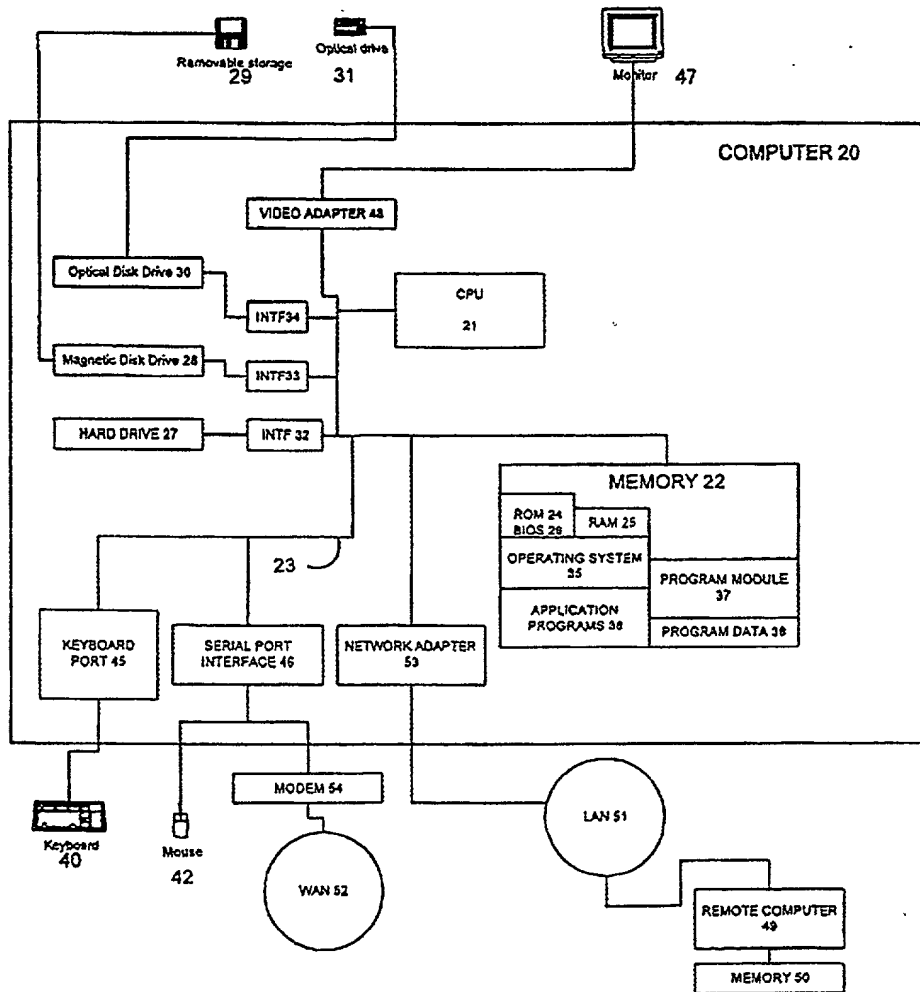 Removable storage
29
Optical drive
31
Monitor
47
COMPUTER 20
VIDEO ADAPTER 48
Optical Disk Drive 30
CPU
21
INTF34
Magnetic Disk Drive 28
INTF33
HARD DRIVE 27
INTF 32
MEMORY 22
ROM 24
BIOS 26
RAM 25
OPERATING SYSTEM
35
PROGRAM MODULE
37
APPLICATION
PROGRAMS 36
PROGRAM DATA 38
23
KEYBOARD
PORT 45
SERIAL PORT
INTERFACE 46
NETWORK ADAPTER
53
MODEM 54
LAN 51
Keyboard
40
Mouse
42
WAN 52
REMOTE COMPUTER
49
MEMORY 50